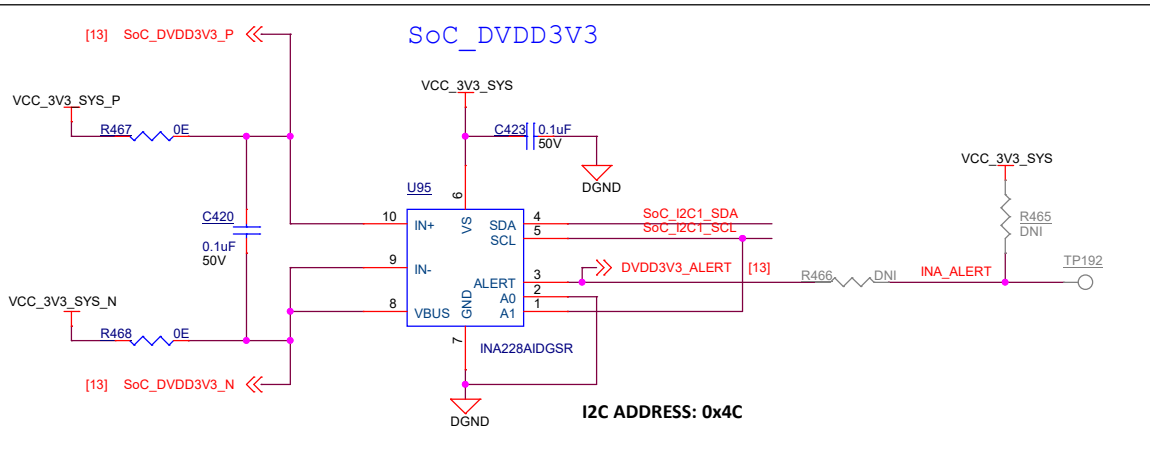 [13] SoC_DVDD3V3_P
SoC_DVDD3V3
VCC_3V3_SYS
VCC_3V3_SYS_P
R467 0E
C423 0.1uF
50V
DGND
VCC_3V3_SYS
U95
6
C420
0.1uF
50V
10 IN+
VS
SDA 4 SoC_I2C1_SDA
SCL 5 SoC_I2C1_SCL
R465
DNI
9 IN-
DVDD3V3_ALERT [13]
ALERT 3
R466 DNI
INA_ALERT
TP192
VCC_3V3_SYS_N
8 VBUS
GND
A0 2
A1 1
R468 0E
7
INA228AIDGSR
[13] SoC_DVDD3V3_N
DGND
I2C ADDRESS: 0x4C